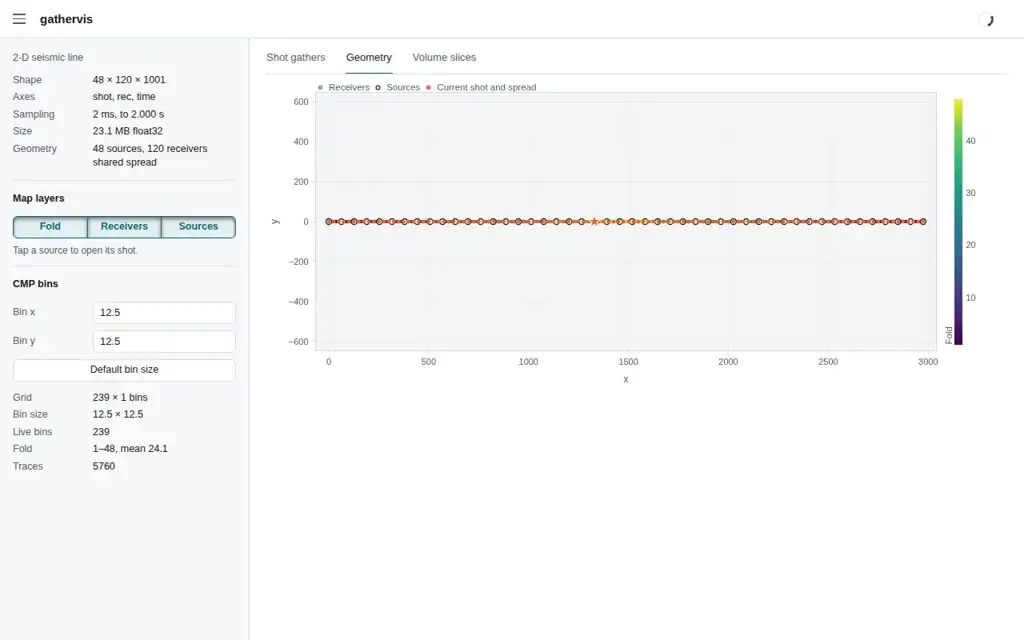 gathervis
2-D seismic line
Shape 48 × 120 × 1001
Axes shot, rec, time
Sampling 2 ms, to 2.000 s
Size 23.1 MB float32
Geometry 48 sources, 120 receivers
shared spread
Map layers
Fold Receivers Sources
Tap a source to open its shot.
CMP bins
Bin x 12.5
Bin y 12.5
Default bin size
Grid 239 × 1 bins
Bin size 12.5 × 12.5
Live bins 239
Fold 1–48, mean 24.1
Traces 5760
Shot gathers Geometry Volume slices
Receivers Sources Current shot and spread
600
400
200
0
−200
−400
−600
y
0 500 1000 1500 2000 2500 3000
x
40
30
20
10
Fold